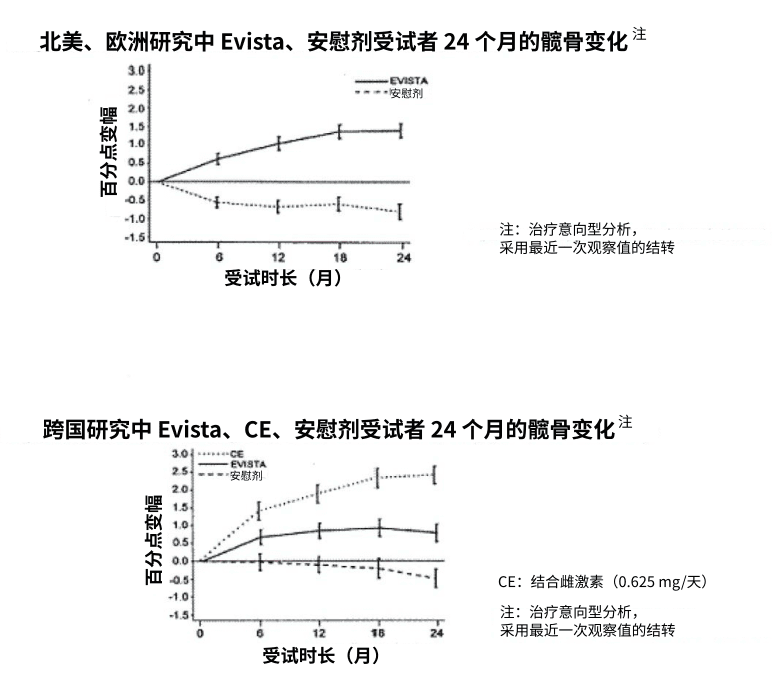 北美、欧洲研究中 Evista、安慰剂受试者 24 个月的髋骨变化 注
3.0
2.5
2.0
1.5
1.0
0.5
0.0
-0.5
-1.0
-1.5
百分点变幅
EVISTA
安慰剂
0 6 12 18 24
受试时长（月）
注：治疗意向型分析，
采用最近一次观察值的结转
跨国研究中 Evista、CE、安慰剂受试者 24 个月的髋骨变化 注
3.0
2.5
2.0
1.5
1.0
0.5
0.0
-0.5
-1.0
-1.5
百分点变幅
CE
EVISTA
安慰剂
0 6 12 18 24
受试时长（月）
CE：结合雌激素（0.625 mg/天）
注：治疗意向型分析，
采用最近一次观察值的结转